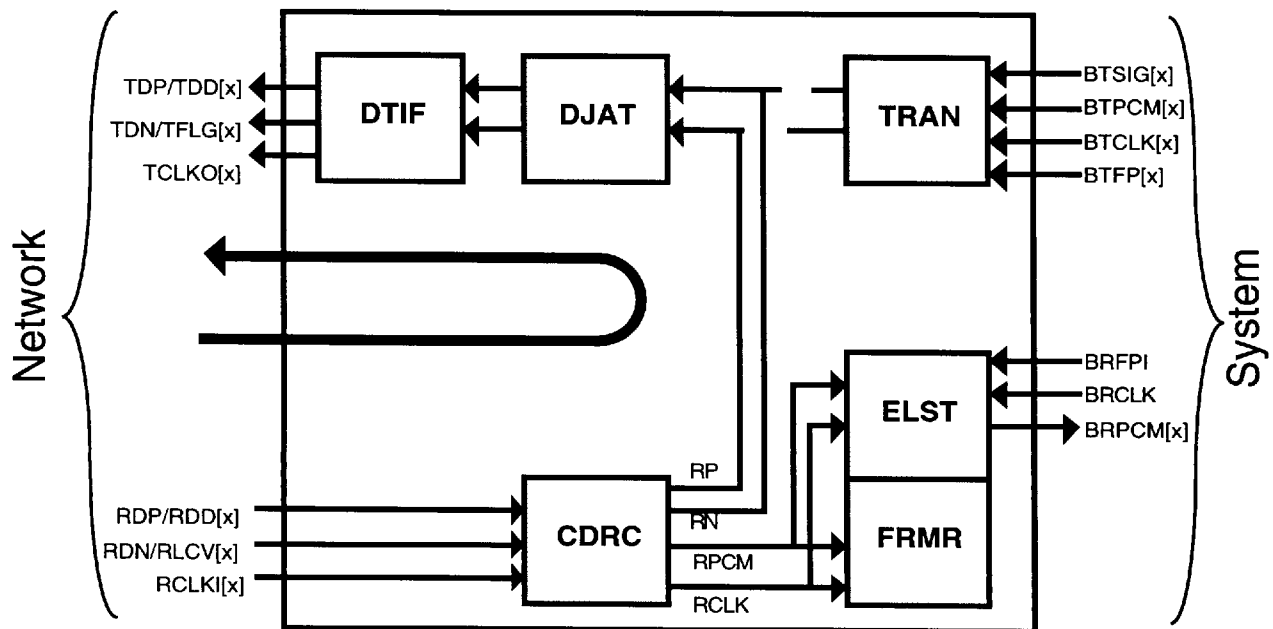 TDP/TDD[x]
TDN/TFLG[x]
TCLKO[x]
DTIF
DJAT
TRAN
BTSIG[x]
BTPCM[x]
BTCLK[x]
BTFP[x]
Network
System
BRFPI
BRCLK
BRPCM[x]
ELST
FRMR
RP
RN
RPCM
RCLK
CDRC
RDP/RDD[x]
RDN/RLCV[x]
RCLKI[x]